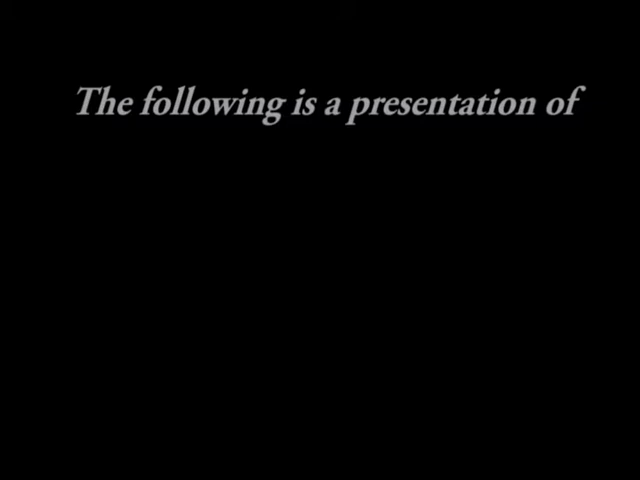 The following is a presentation of